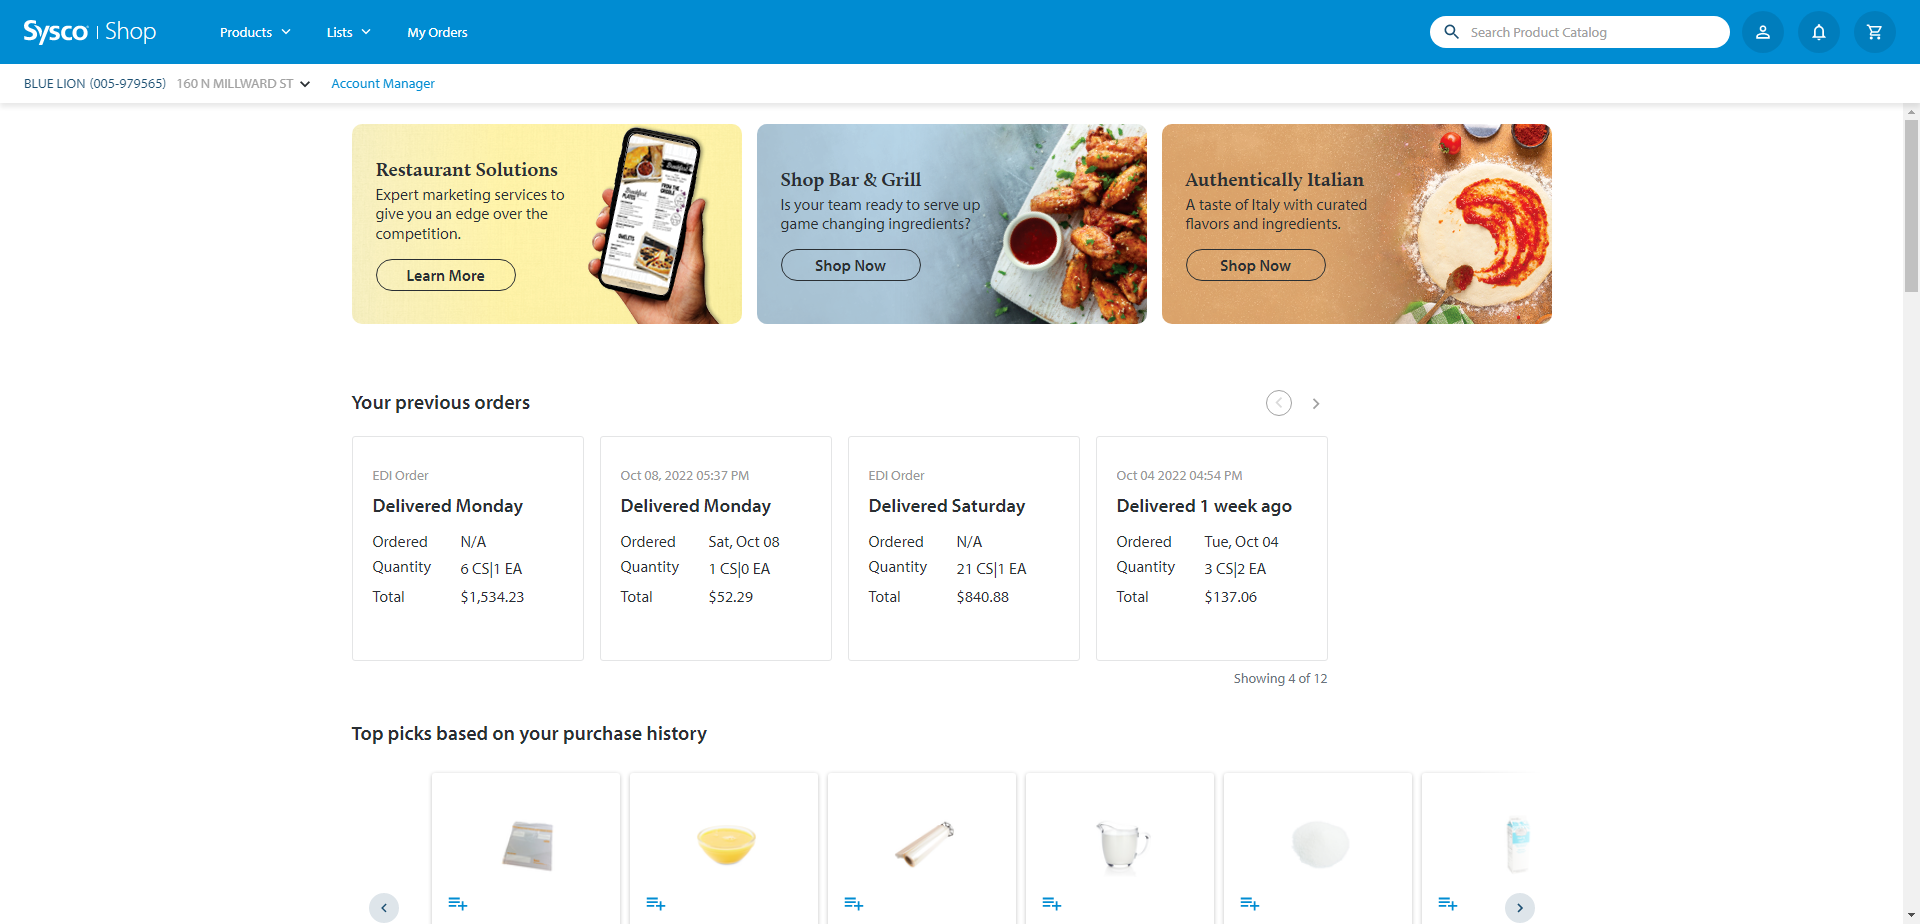 Sysco | Shop
Products
Lists
My Orders
Search Product Catalog
BLUE LION (005-979565) 160 N MILLWARD ST
Account Manager
Restaurant Solutions
Expert marketing services to
give you an edge over the
competition.
Learn More
Shop Bar & Grill
Is your team ready to serve up
game changing ingredients?
Shop Now
Authentically Italian
A taste of Italy with curated
flavors and ingredients.
Shop Now
Your previous orders
EDI Order
Delivered Monday
Ordered N/A
Quantity 6 CS|1 EA
Total $1,534.23
Oct 08, 2022 05:37 PM
Delivered Monday
Ordered Sat, Oct 08
Quantity 1 CS|0 EA
Total $52.29
EDI Order
Delivered Saturday
Ordered N/A
Quantity 21 CS|1 EA
Total $840.88
Oct 04 2022 04:54 PM
Delivered 1 week ago
Ordered Tue, Oct 04
Quantity 3 CS|2 EA
Total $137.06
Showing 4 of 12
Top picks based on your purchase history